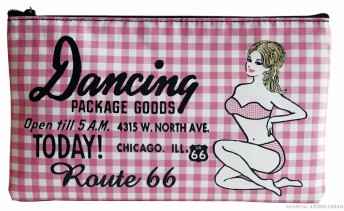 Dancing
PACKAGE GOODS
Open till 5 A.M. 4315 W. NORTH AVE.
TODAY! CHICAGO. ILL. 66
Route 66